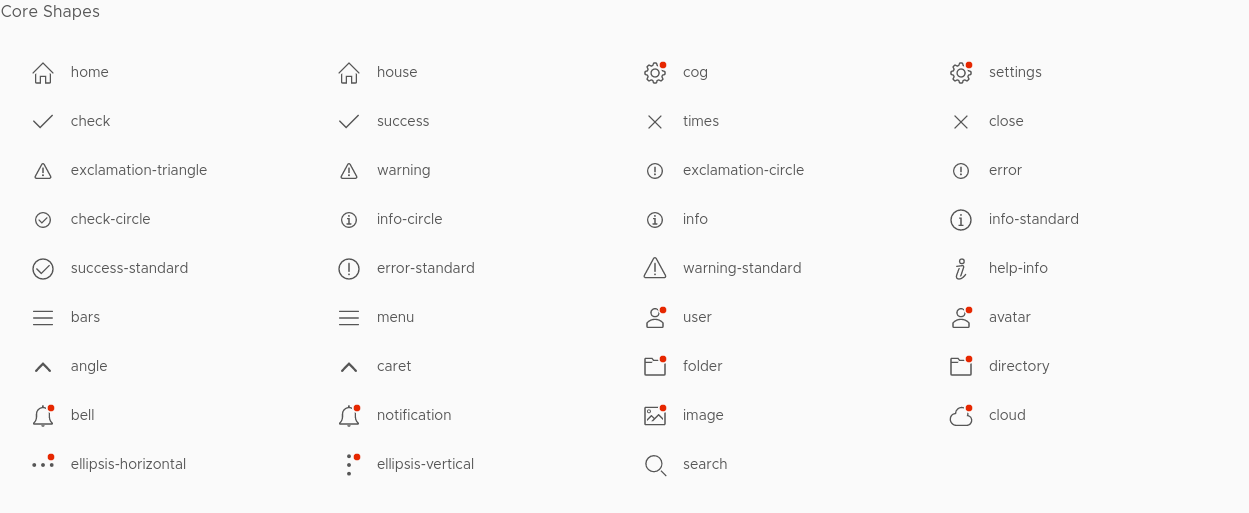 Core Shapes
home house cog settings
check success times close
exclamation-triangle warning exclamation-circle error
check-circle info-circle info info-standard
success-standard error-standard warning-standard help-info
bars menu user avatar
angle caret folder directory
bell notification image cloud
ellipsis-horizontal ellipsis-vertical search